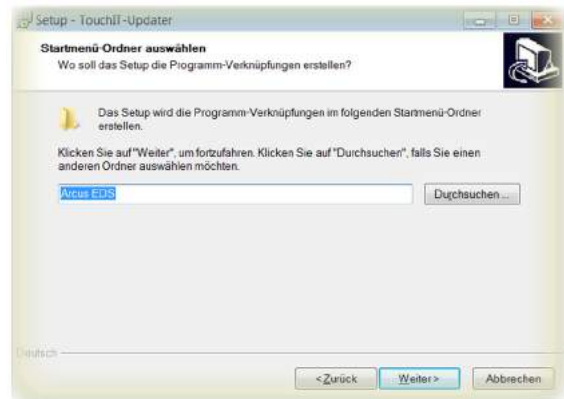 Setup - TouchIT-Updater
Startmenü-Ordner auswählen
Wo soll das Setup die Programm-Verknüpfungen erstellen?
Das Setup wird die Programm-Verknüpfungen im folgenden Startmenü-Ordner
erstellen.
Klicken Sie auf "Weiter", um fortzufahren. Klicken Sie auf "Durchsuchen", falls Sie einen
anderen Ordner auswählen möchten.
Arcus EDS
Durchsuchen ...
Deutsch
< Zurück
Weiter >
Abbrechen